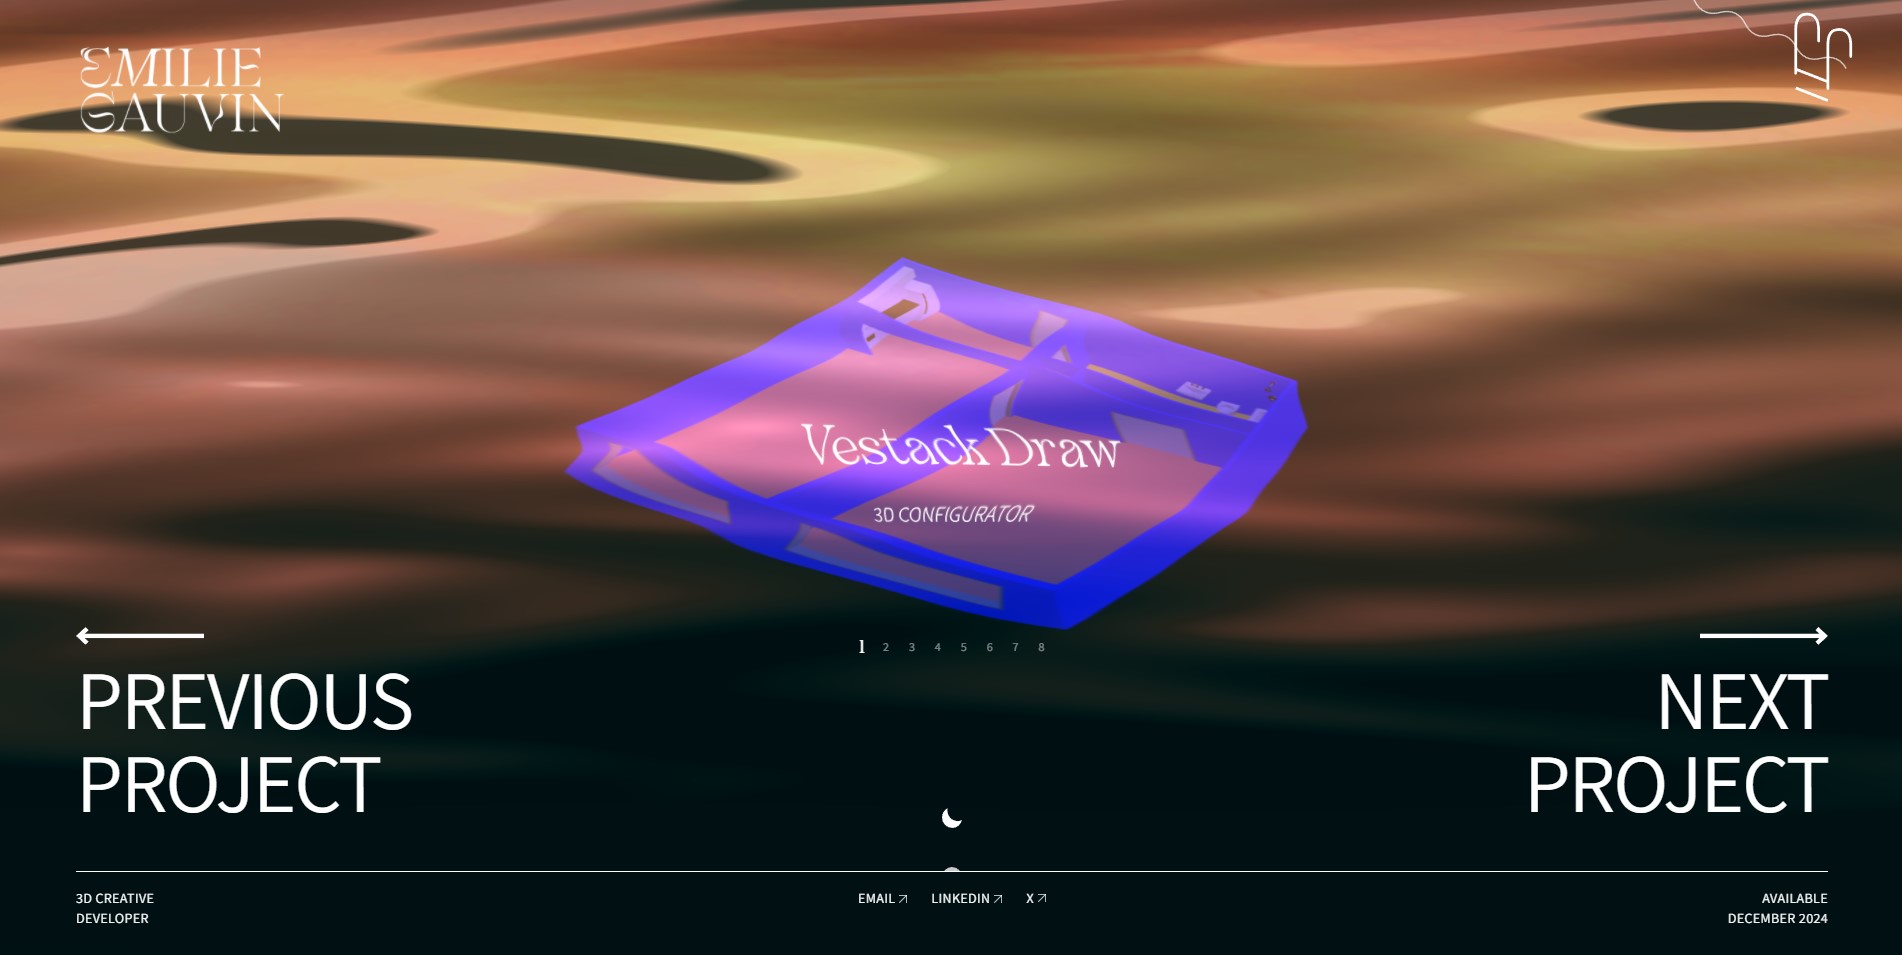 EMILIE
GAUVIN
Vestack Draw
3D CONFIGURATOR
1 2 3 4 5 6 7 8
PREVIOUS
PROJECT
NEXT
PROJECT
3D CREATIVE
DEVELOPER
EMAIL LINKEDIN X
AVAILABLE
DECEMBER 2024